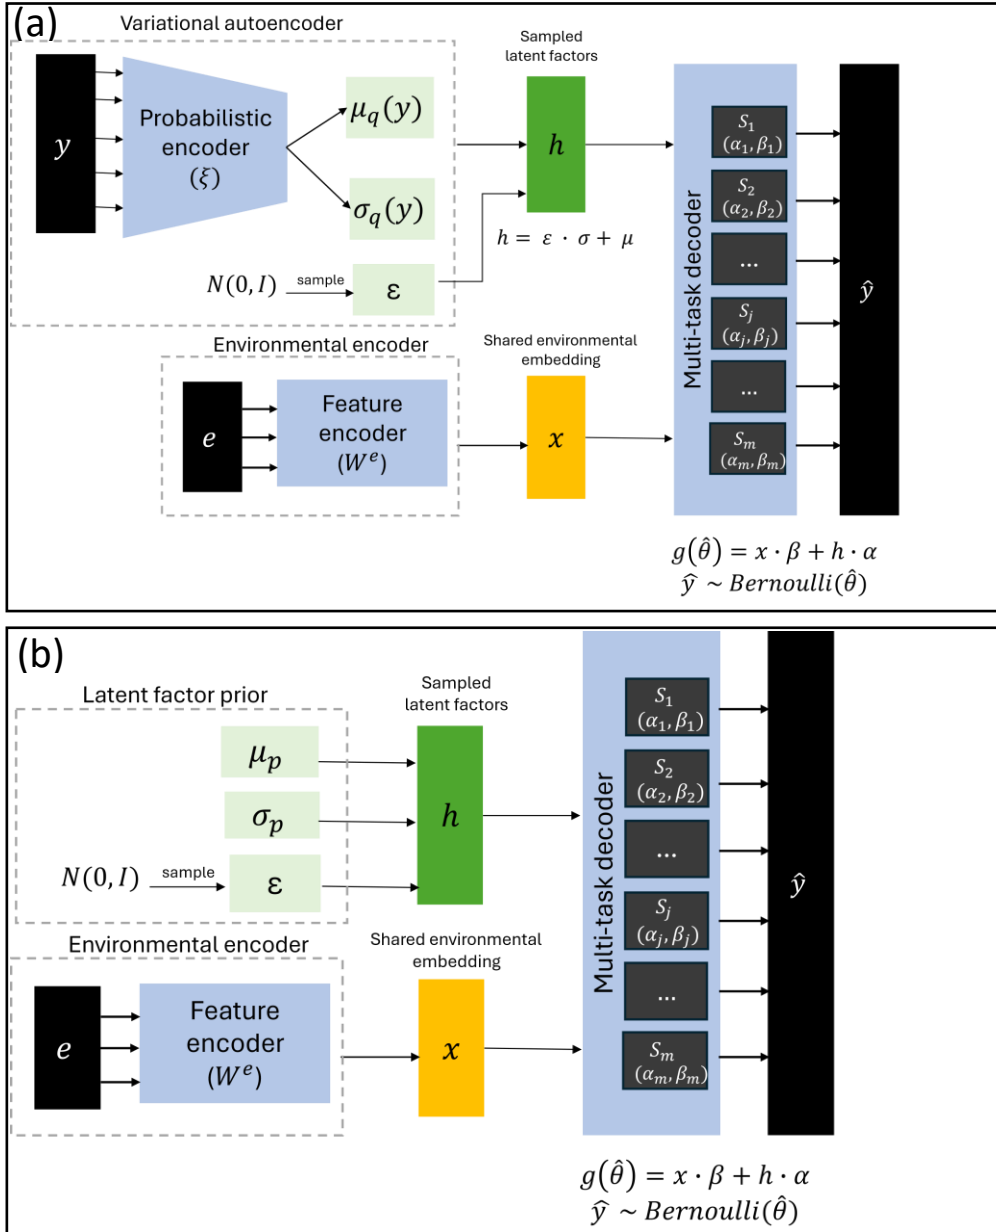 (a)
Variational autoencoder
y
Probabilistic
encoder
(ξ)
μ_q(y)
σ_q(y)
N(0, I)
sample
ε
Sampled
latent factors
h
h = ε · σ + μ
Environmental encoder
e
Feature
encoder
(W^e)
Shared environmental
embedding
x
Multi-task decoder
S_1
(α_1, β_1)
S_2
(α_2, β_2)
...
S_j
(α_j, β_j)
...
S_m
(α_m, β_m)
ŷ
g(θ̂) = x · β + h · α
ŷ ~ Bernoulli(θ̂)
(b)
Latent factor prior
μ_p
σ_p
N(0, I)
sample
ε
Sampled
latent factors
h
Environmental encoder
e
Feature
encoder
(W^e)
Shared environmental
embedding
x
Multi-task decoder
S_1
(α_1, β_1)
S_2
(α_2, β_2)
...
S_j
(α_j, β_j)
...
S_m
(α_m, β_m)
ŷ
g(θ̂) = x · β + h · α
ŷ ~ Bernoulli(θ̂)